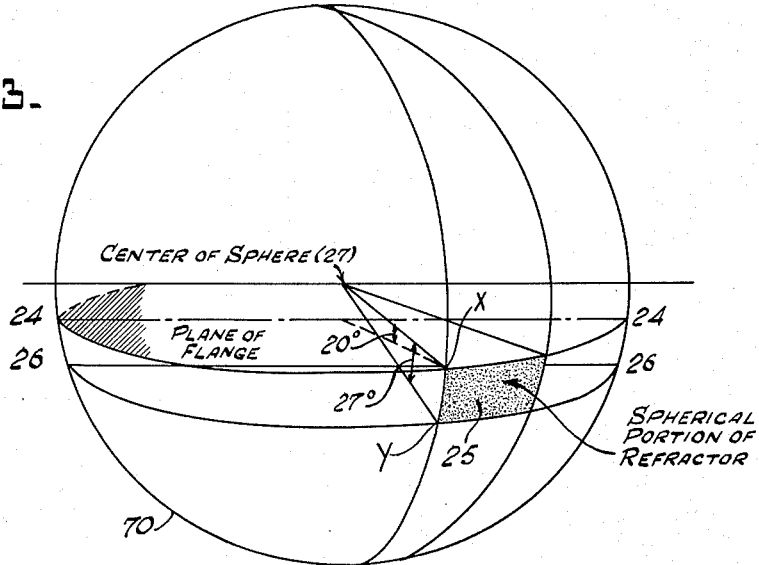 3-
CENTER OF SPHERE (27)
X
24
24
PLANE OF
FLANGE
20°
26
26
27°
Y
25
SPHERICAL
PORTION OF
REFRACTOR
70